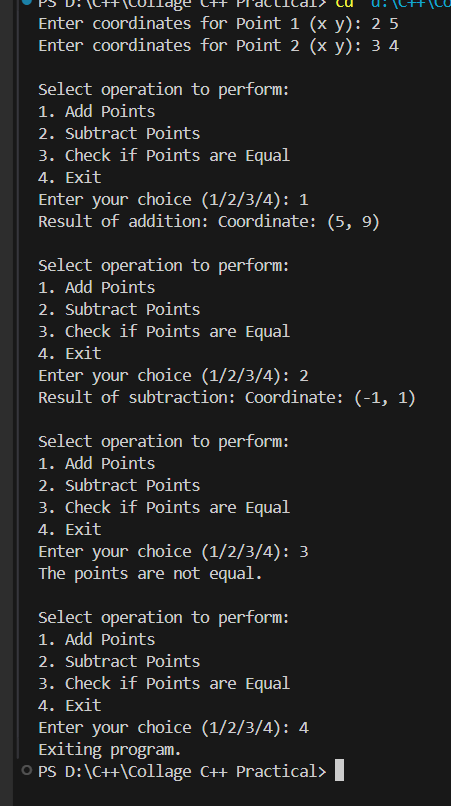 PS D:\C++\Collage C++ Practical> cd
Enter coordinates for Point 1 (x y): 2 5
Enter coordinates for Point 2 (x y): 3 4
Select operation to perform:
1. Add Points
2. Subtract Points
3. Check if Points are Equal
4. Exit
Enter your choice (1/2/3/4): 1
Result of addition: Coordinate: (5, 9)
Select operation to perform:
1. Add Points
2. Subtract Points
3. Check if Points are Equal
4. Exit
Enter your choice (1/2/3/4): 2
Result of subtraction: Coordinate: (-1, 1)
Select operation to perform:
1. Add Points
2. Subtract Points
3. Check if Points are Equal
4. Exit
Enter your choice (1/2/3/4): 3
The points are not equal.
Select operation to perform:
1. Add Points
2. Subtract Points
3. Check if Points are Equal
4. Exit
Enter your choice (1/2/3/4): 4
Exiting program.
PS D:\C++\Collage C++ Practical>